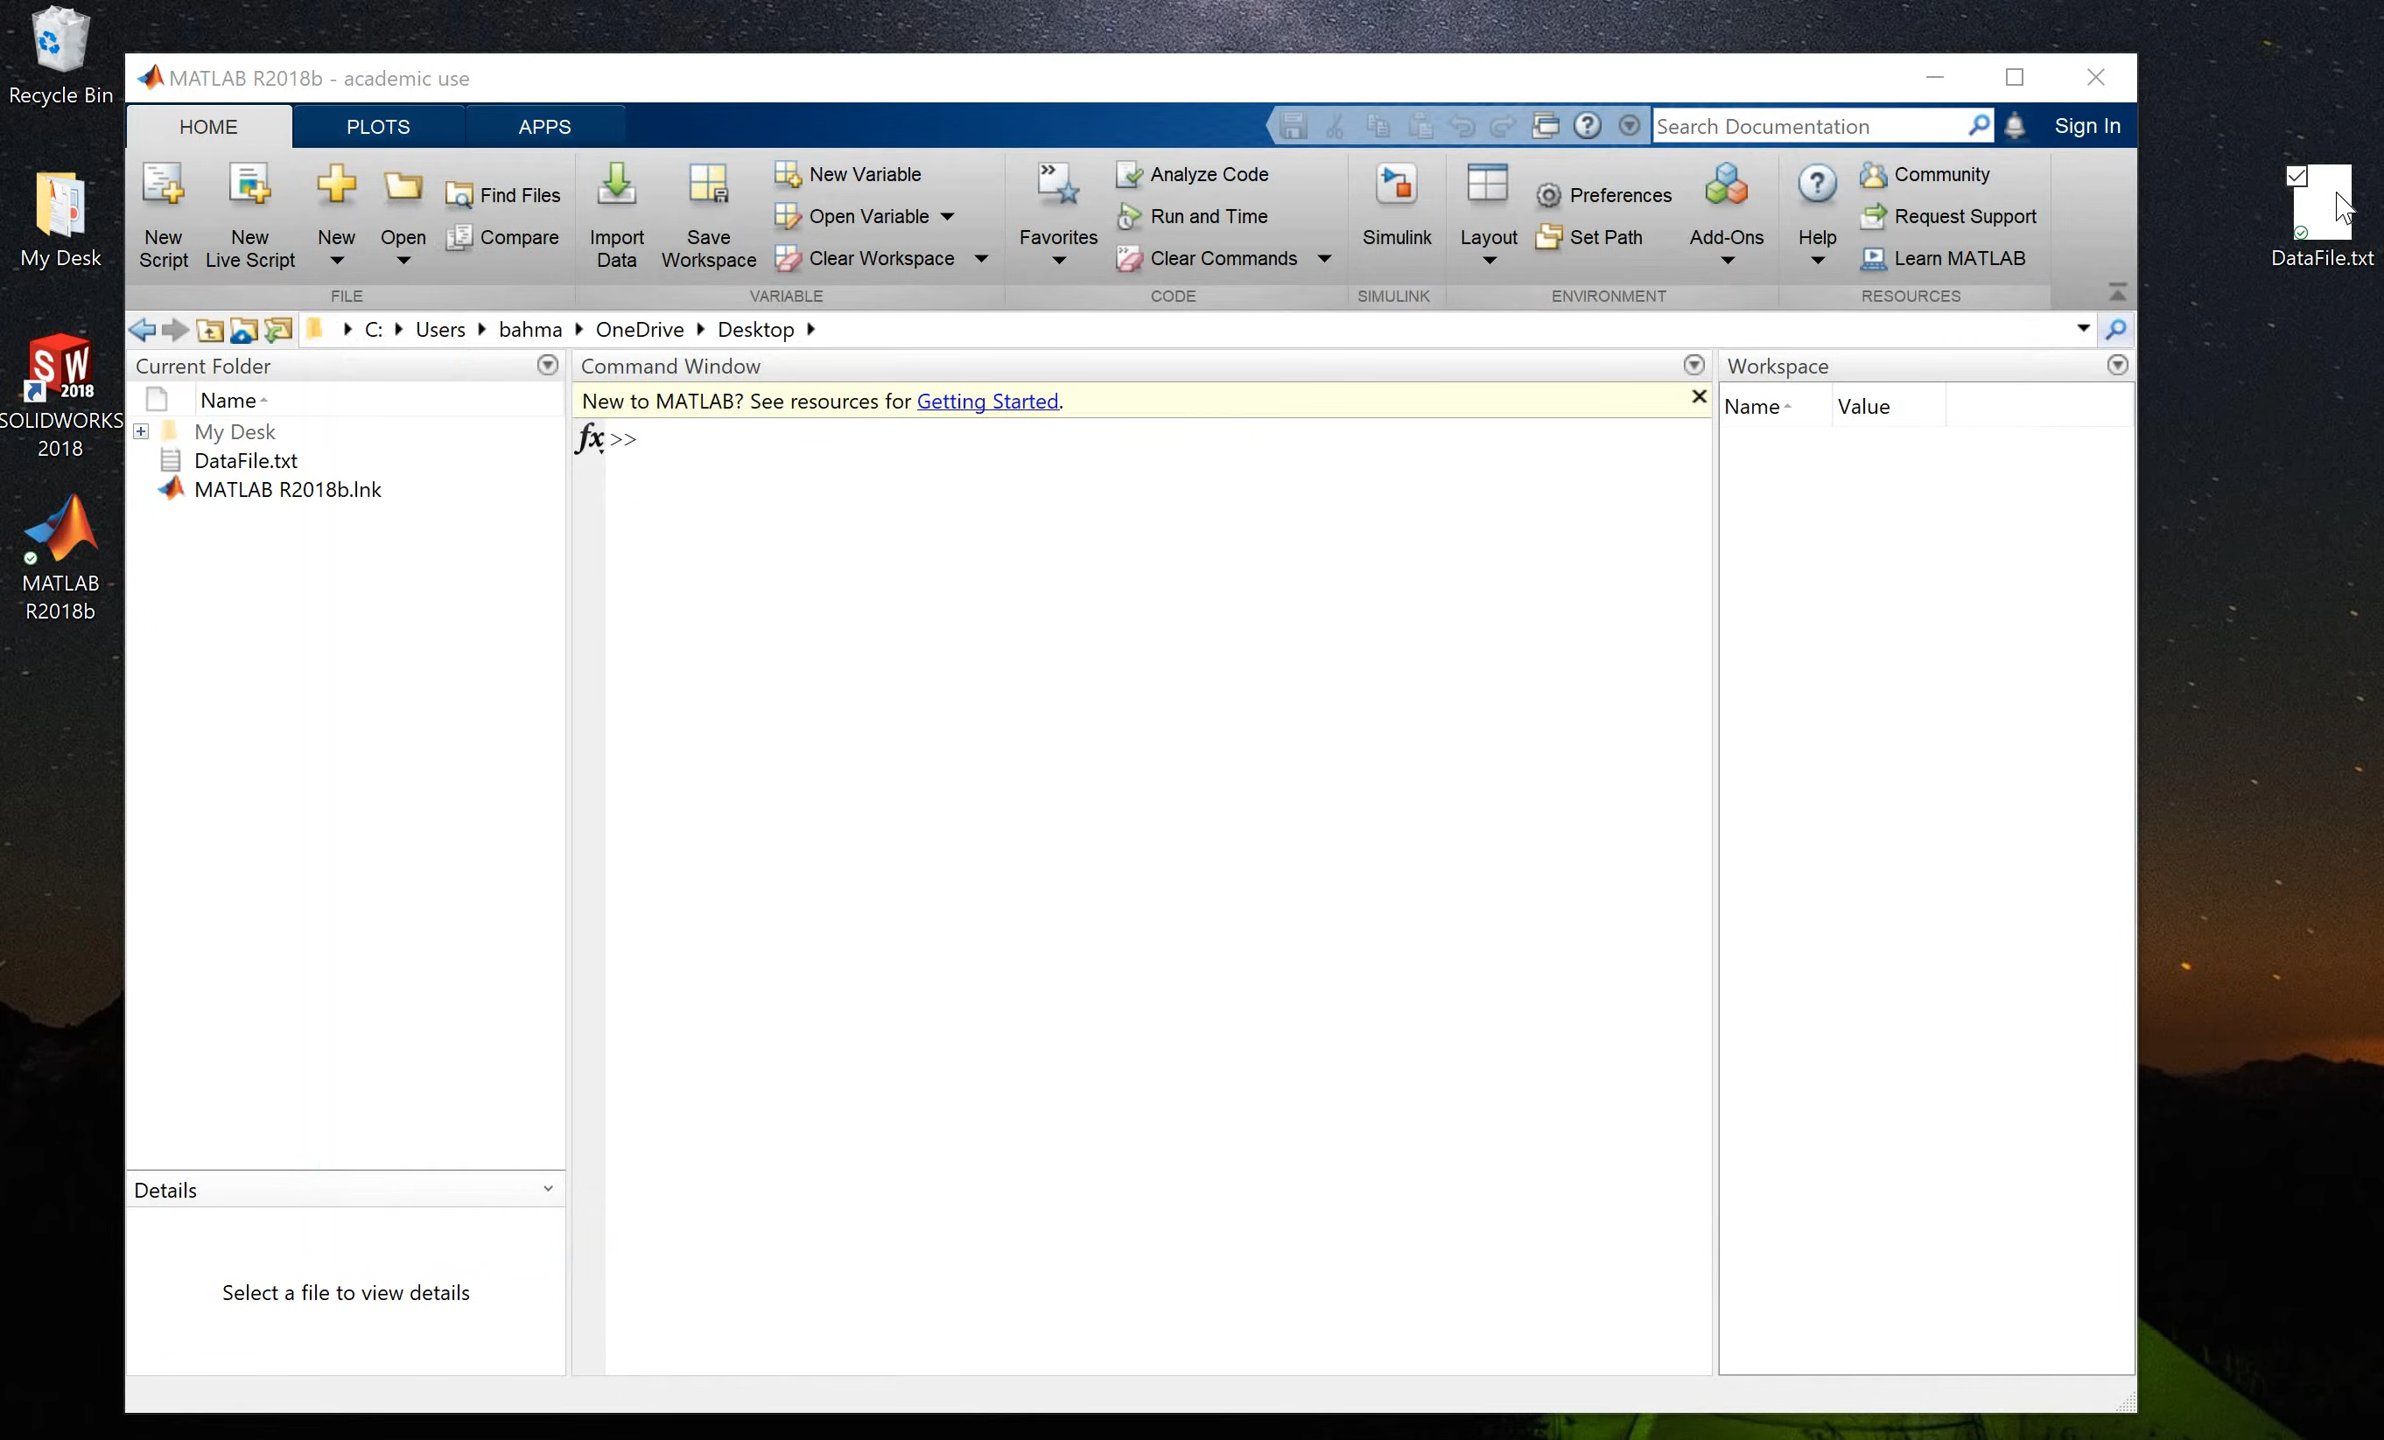 Recycle Bin
My Desk
SW
2018
SOLIDWORKS
2018
MATLAB
R2018b
MATLAB R2018b - academic use
HOME
PLOTS
APPS
Search Documentation
Sign In
New
Script
New
Live Script
New
Open
Find Files
Compare
FILE
Import
Data
Save
Workspace
New Variable
Open Variable
Clear Workspace
VARIABLE
Favorites
Analyze Code
Run and Time
Clear Commands
CODE
Simulink
SIMULINK
Layout
Preferences
Set Path
Add-Ons
ENVIRONMENT
Help
Community
Request Support
Learn MATLAB
RESOURCES
C:
Users
bahma
OneDrive
Desktop
Current Folder
Name
My Desk
DataFile.txt
MATLAB R2018b.lnk
Details
Select a file to view details
Command Window
New to MATLAB? See resources for Getting Started.
fx >>
Workspace
Name
Value
DataFile.txt